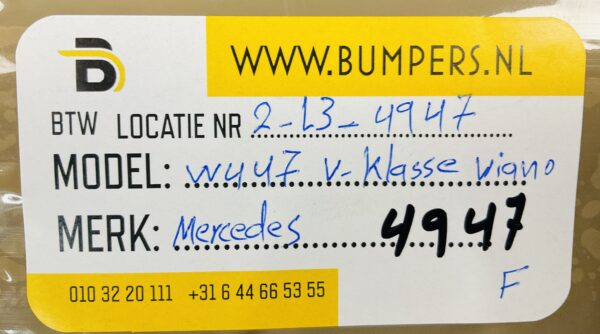 WWW.BUMPERS.NL
BTW LOCATIE NR 2-L3-4947
MODEL: W447 V-Klasse Viano
MERK: Mercedes 4947
010 32 20 111 +31 6 44 66 53 55
F